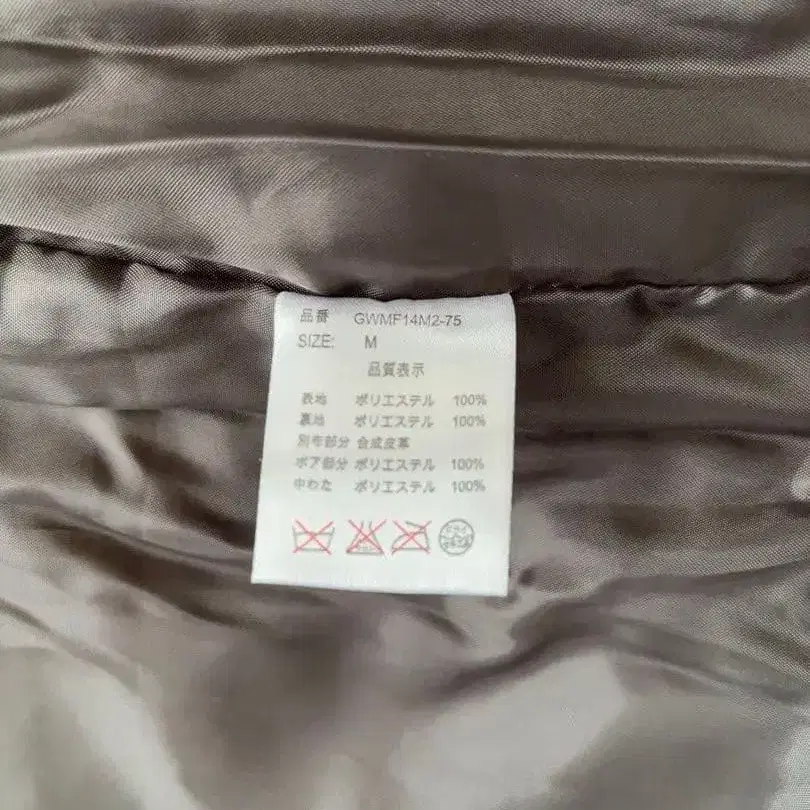 品番 GWMF14M2-75
SIZE: M
品質表示
表地 ポリエステル 100%
裏地 ポリエステル 100%
別布部分 合成皮革
ボア部分 ポリエステル 100%
中わた ポリエステル 100%